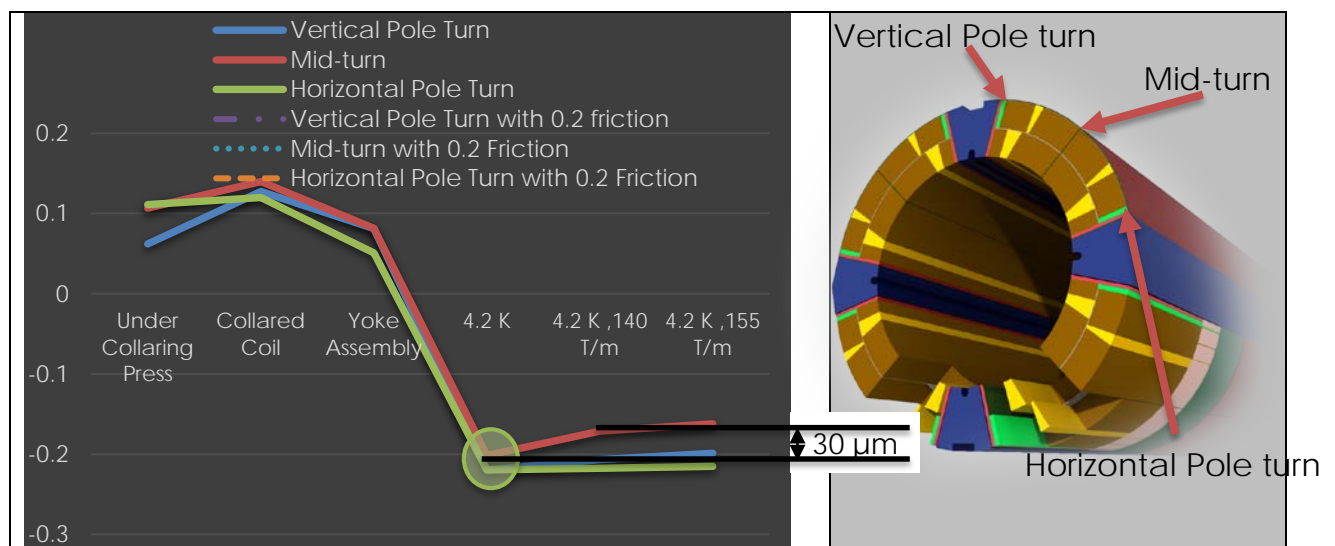 Vertical Pole Turn
Mid-turn
Horizontal Pole Turn
Vertical Pole Turn with 0.2 friction
Mid-turn with 0.2 Friction
Horizontal Pole Turn with 0.2 Friction
0.2
0.1
0
-0.1
-0.2
-0.3
Under
Collaring
Press
Collared
Coil
Yoke
Assembly
4.2 K
4.2 K ,140
T/m
4.2 K ,155
T/m
30 µm
Vertical Pole turn
Mid-turn
Horizontal Pole turn